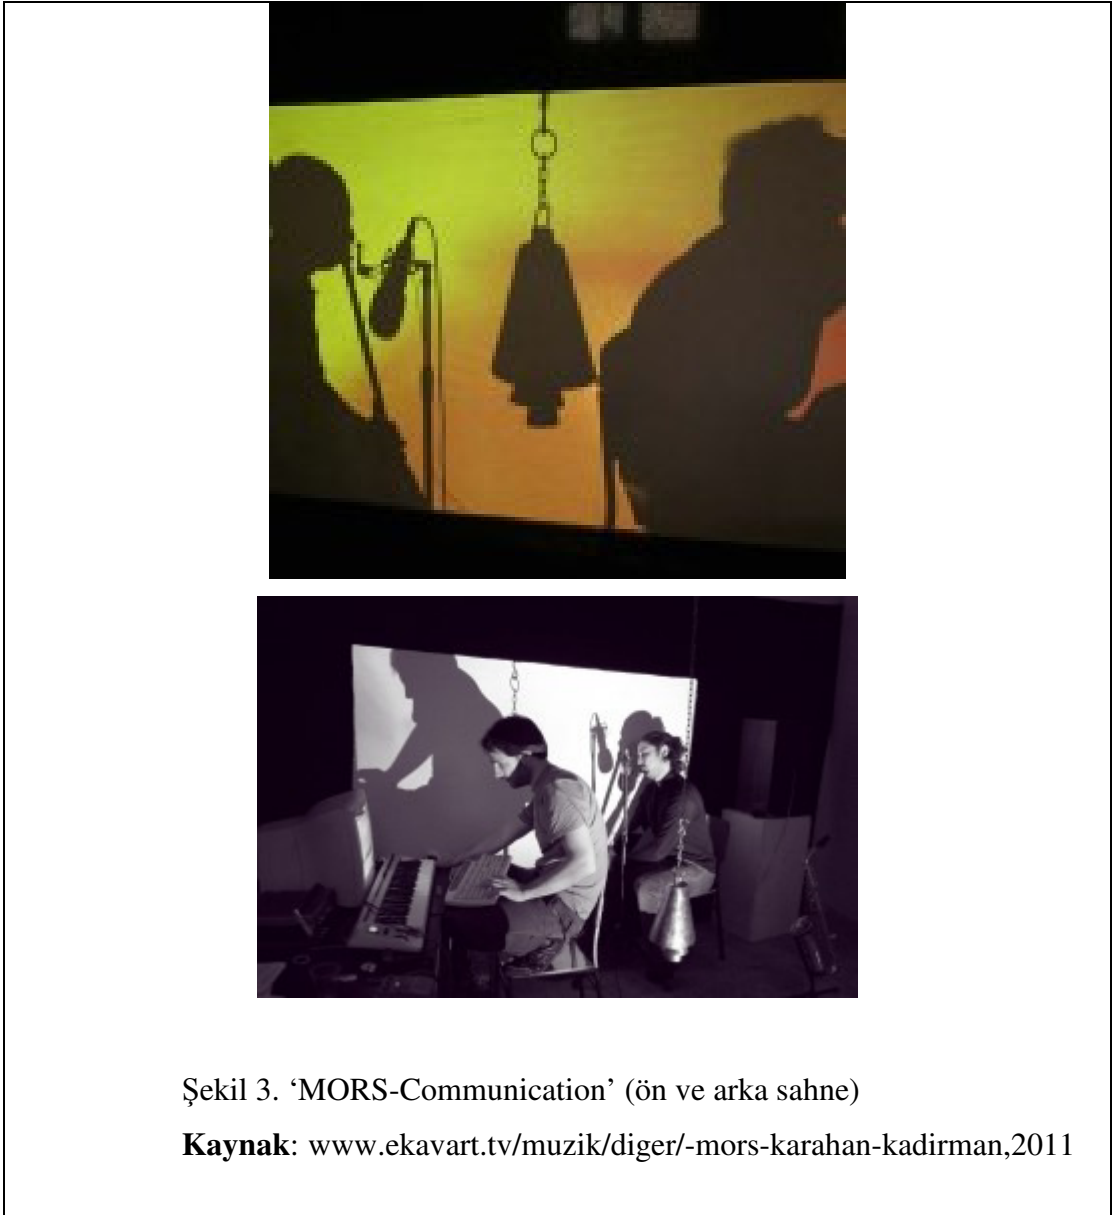 Şekil 3. ‘MORS-Communication’ (ön ve arka sahne)
Kaynak: www.ekavart.tv/muzik/diger/-mors-karahan-kadirman,2011